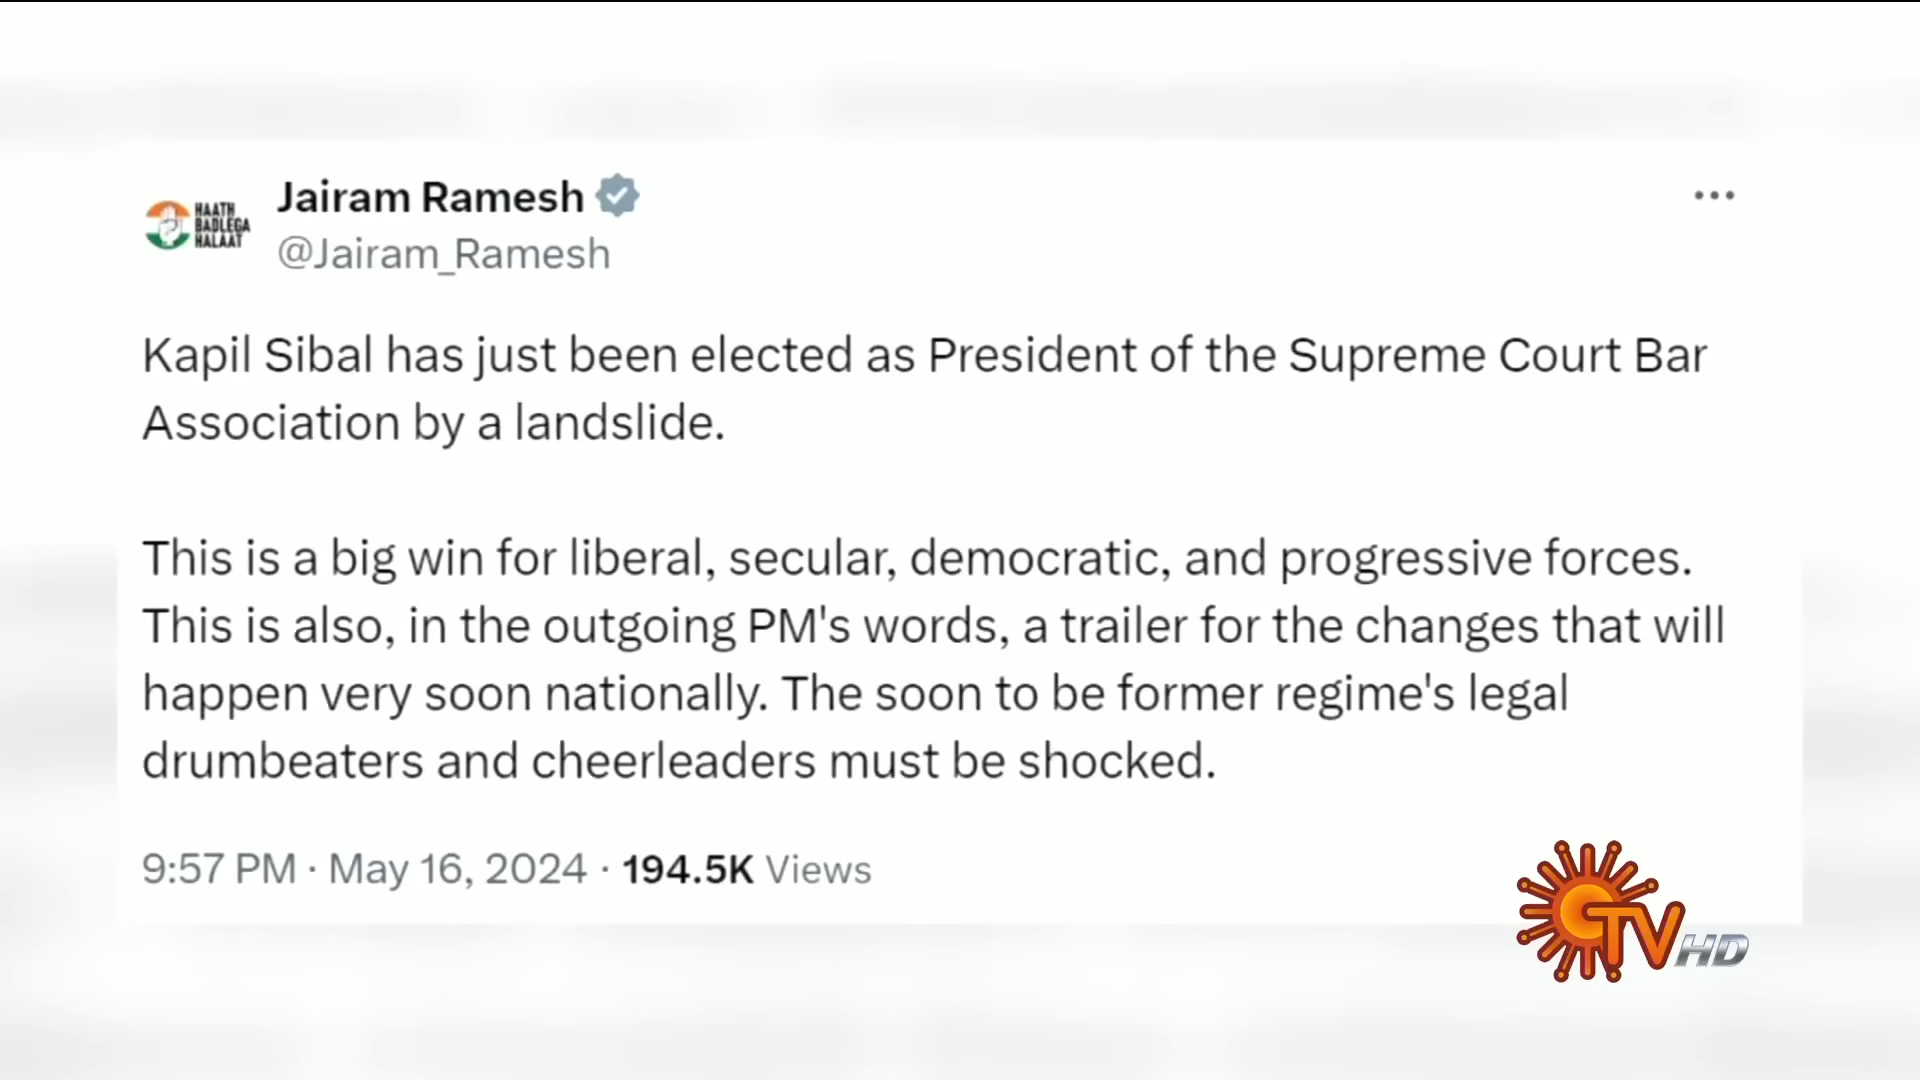 HAATH
BADLEGA
HALAAT
Jairam Ramesh
@Jairam_Ramesh
Kapil Sibal has just been elected as President of the Supreme Court Bar
Association by a landslide.
This is a big win for liberal, secular, democratic, and progressive forces.
This is also, in the outgoing PM's words, a trailer for the changes that will
happen very soon nationally. The soon to be former regime's legal
drumbeaters and cheerleaders must be shocked.
9:57 PM · May 16, 2024 · 194.5K Views
TV HD